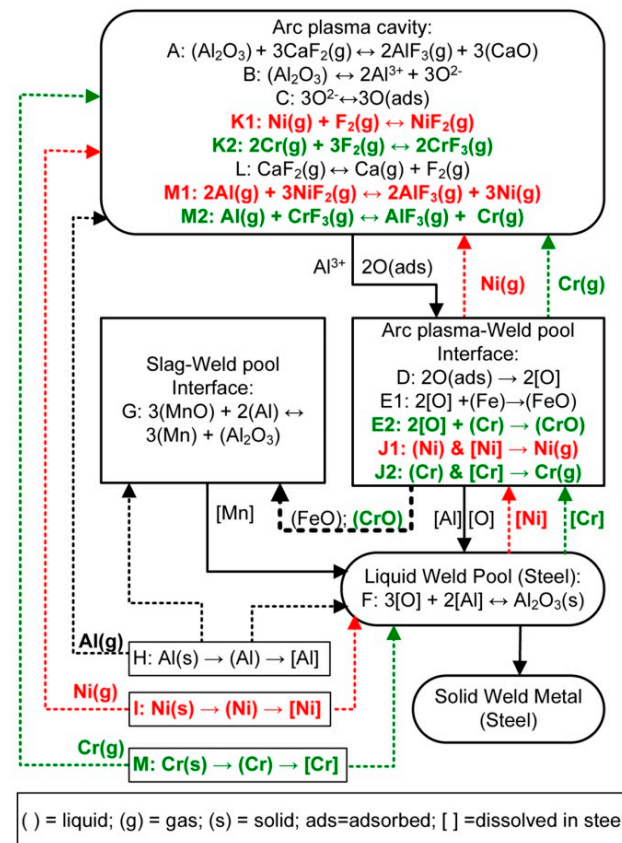 Arc plasma cavity:
A: (Al₂O₃) + 3CaF₂(g) ↔ 2AlF₃(g) + 3(CaO)
B: (Al₂O₃) ↔ 2Al³⁺ + 3O²⁻
C: 3O²⁻↔3O(ads)
K1: Ni(g) + F₂(g) ↔ NiF₂(g)
K2: 2Cr(g) + 3F₂(g) ↔ 2CrF₃(g)
L: CaF₂(g) ↔ Ca(g) + F₂(g)
M1: 2Al(g) + 3NiF₂(g) ↔ 2AlF₃(g) + 3Ni(g)
M2: Al(g) + CrF₃(g) ↔ AlF₃(g) + Cr(g)
Al³⁺ 2O(ads)
Ni(g) Cr(g)
Slag-Weld pool
Interface:
G: 3(MnO) + 2(Al) ↔
3(Mn) + (Al₂O₃)
Arc plasma-Weld pool
Interface:
D: 2O(ads) → 2[O]
E1: 2[O] +(Fe)→(FeO)
E2: 2[O] + (Cr) → (CrO)
J1: (Ni) & [Ni] → Ni(g)
J2: (Cr) & [Cr] → Cr(g)
[Mn] (FeO); (CrO) [Al] [O] [Ni] [Cr]
Liquid Weld Pool (Steel):
F: 3[O] + 2[Al] ↔ Al₂O₃(s)
Al(g)
H: Al(s) → (Al) → [Al]
Ni(g)
I: Ni(s) → (Ni) → [Ni]
Cr(g)
M: Cr(s) → (Cr) → [Cr]
Solid Weld Metal
(Steel)
( ) = liquid; (g) = gas; (s) = solid; ads=adsorbed; [ ] =dissolved in steel